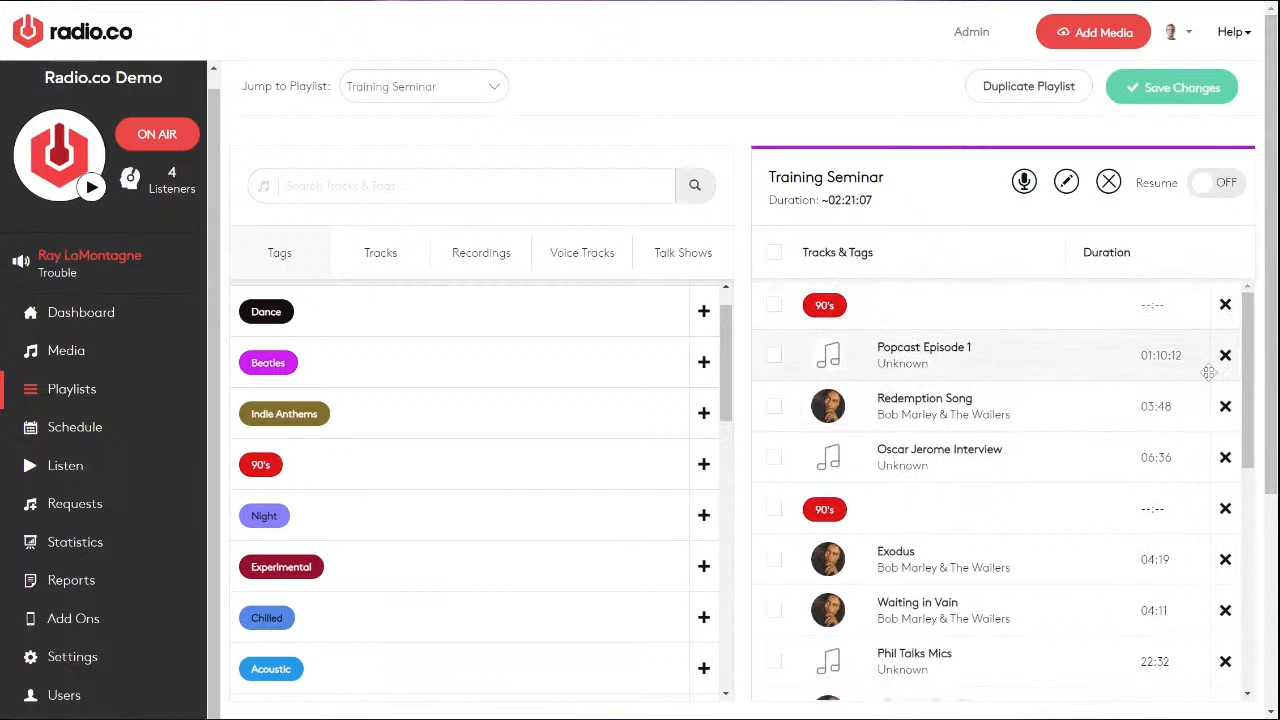 radio.co
Admin
Add Media
Help
Radio.co Demo
ON AIR
4
Listeners
Ray LaMontagne
Trouble
Dashboard
Media
Playlists
Schedule
Listen
Requests
Statistics
Reports
Add Ons
Settings
Users
Jump to Playlist:
Training Seminar
Duplicate Playlist
Save Changes
Search Tracks & Tags...
Tags
Tracks
Recordings
Voice Tracks
Talk Shows
Dance
Beatles
Indie Anthems
90's
Night
Experimental
Chilled
Acoustic
Training Seminar
Duration: ~02:21:07
Resume
OFF
Tracks & Tags
Duration
90's
--:--
Popcast Episode 1
Unknown
01:10:12
Redemption Song
Bob Marley & The Wailers
03:48
Oscar Jerome Interview
Unknown
06:36
90's
--:--
Exodus
Bob Marley & The Wailers
04:19
Waiting in Vain
Bob Marley & The Wailers
04:11
Phil Talks Mics
Unknown
22:32